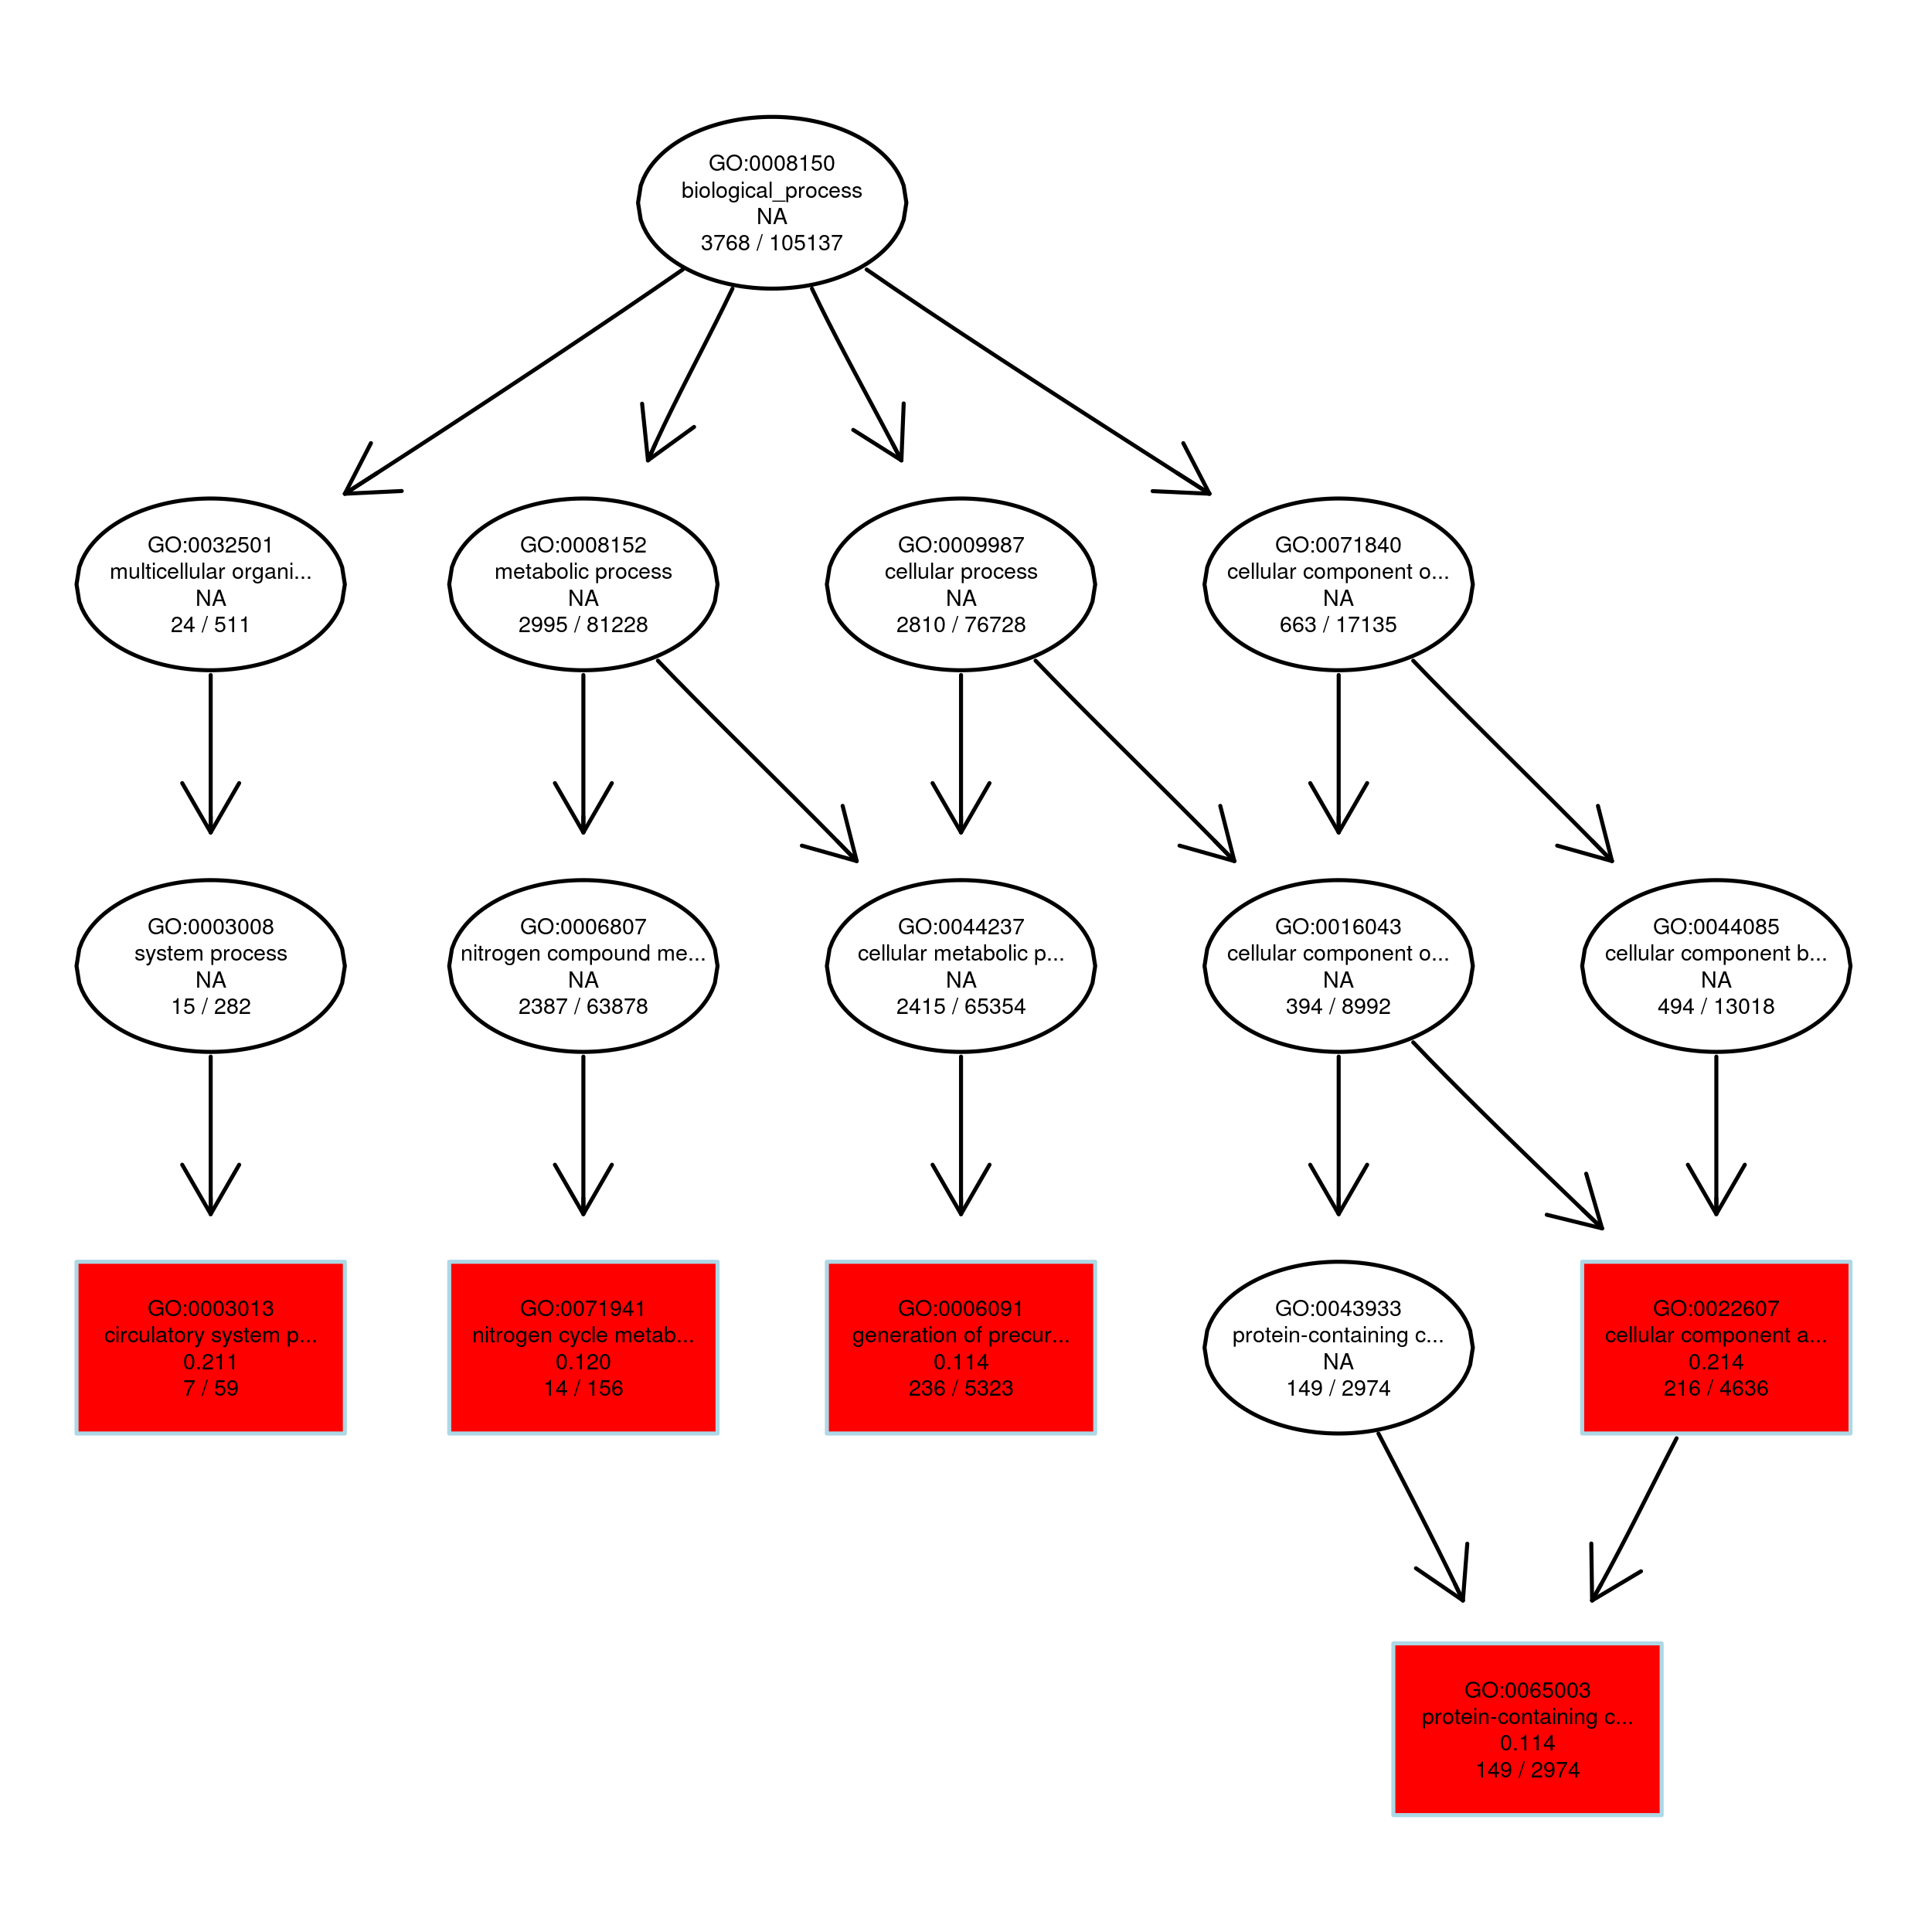 GO:0008150
biological_process
NA
3768 / 105137
GO:0032501
multicellular organi...
NA
24 / 511
GO:0008152
metabolic process
NA
2995 / 81228
GO:0009987
cellular process
NA
2810 / 76728
GO:0071840
cellular component o...
NA
663 / 17135
GO:0003008
system process
NA
15 / 282
GO:0006807
nitrogen compound me...
NA
2387 / 63878
GO:0044237
cellular metabolic p...
NA
2415 / 65354
GO:0016043
cellular component o...
NA
394 / 8992
GO:0044085
cellular component b...
NA
494 / 13018
GO:0003013
circulatory system p...
0.211
7 / 59
GO:0071941
nitrogen cycle metab...
0.120
14 / 156
GO:0006091
generation of precur...
0.114
236 / 5323
GO:0043933
protein-containing c...
NA
149 / 2974
GO:0022607
cellular component a...
0.214
216 / 4636
GO:0065003
protein-containing c...
0.114
149 / 2974